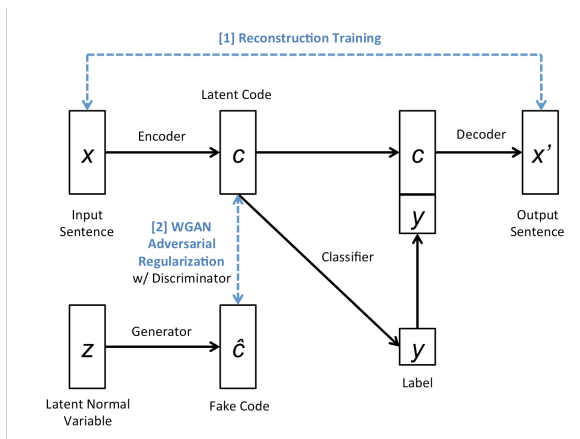 [1] Reconstruction Training
Latent Code
Encoder
Decoder
x
c
c
x’
y
Input
Sentence
Output
Sentence
[2] WGAN
Adversarial
Regularization
w/ Discriminator
Classifier
Generator
z
ĉ
y
Label
Latent Normal
Variable
Fake Code